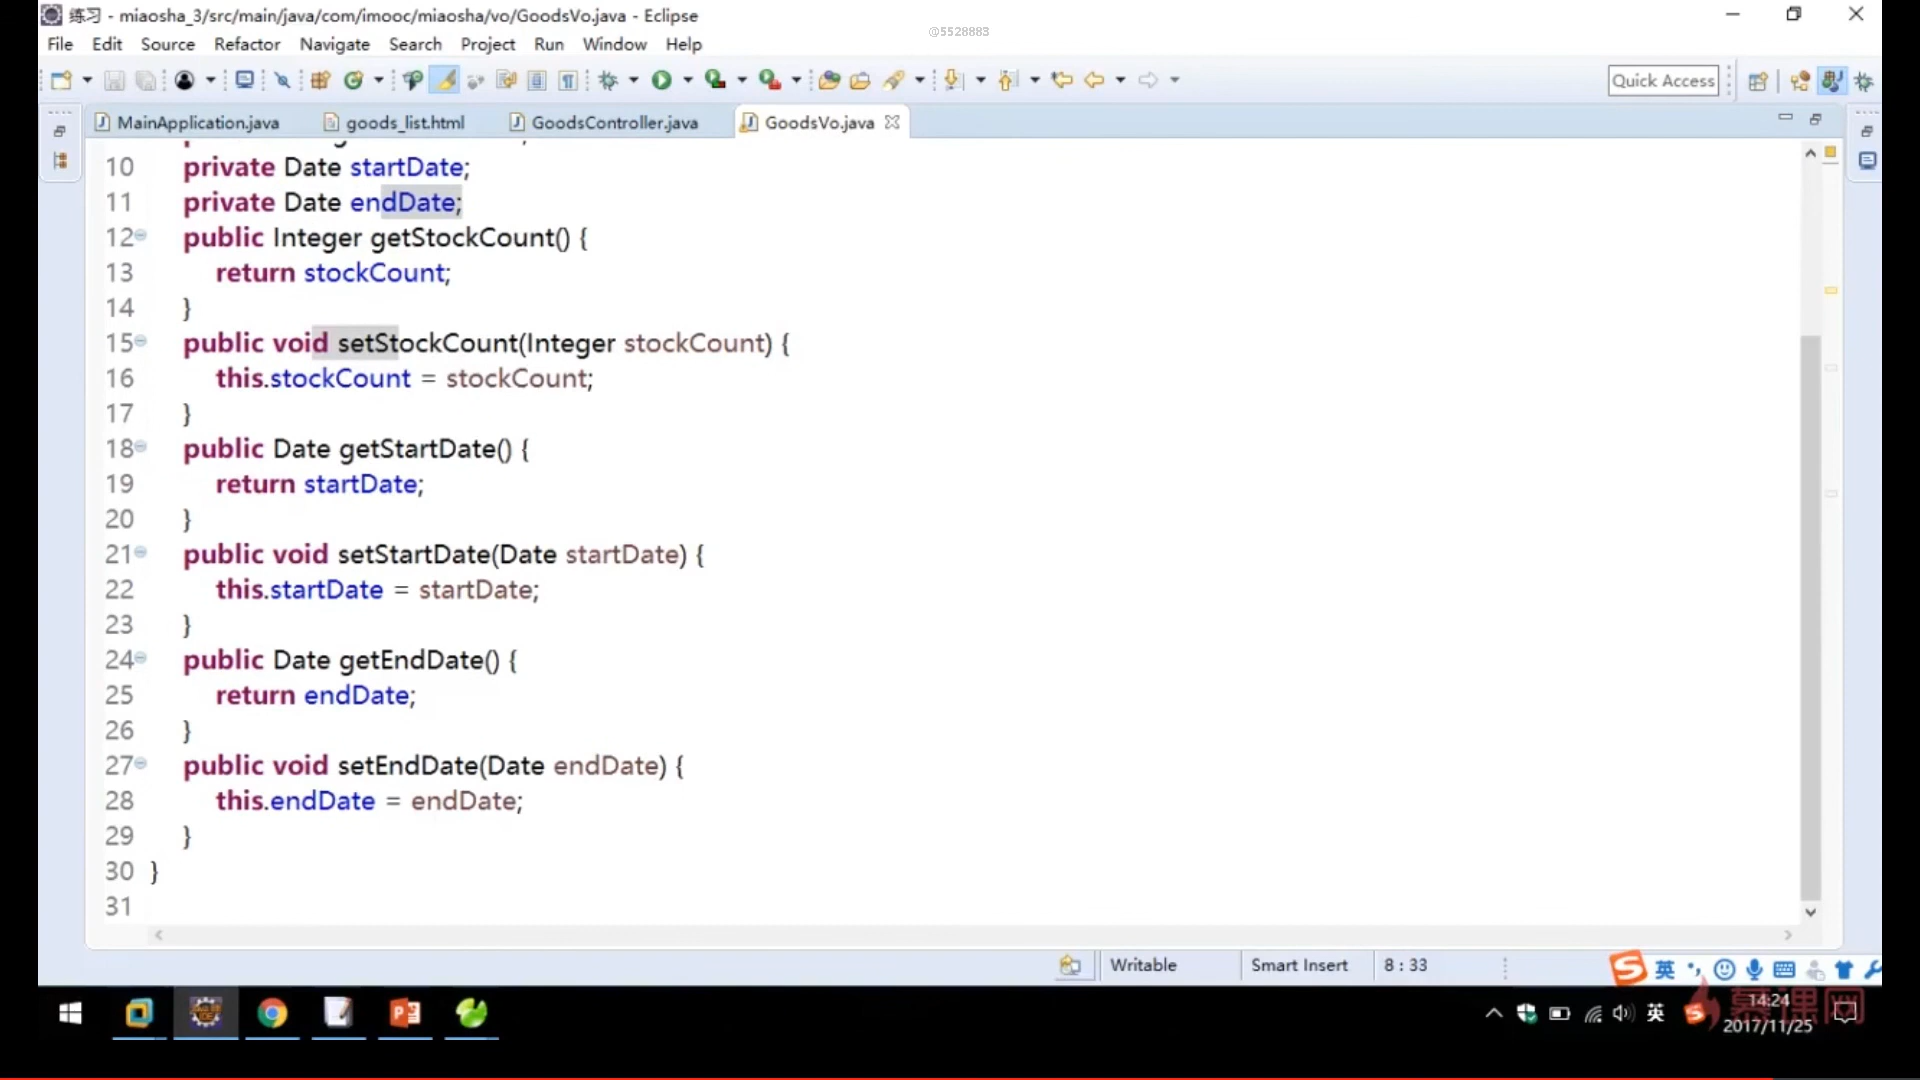 练习 - miaosha_3/src/main/java/com/imooc/miaosha/vo/GoodsVo.java - Eclipse
@5528883
File Edit Source Refactor Navigate Search Project Run Window Help
Quick Access
MainApplication.java goods_list.html GoodsController.java GoodsVo.java
10 private Date startDate;
11 private Date endDate;
12 public Integer getStockCount() {
13 return stockCount;
14 }
15 public void setStockCount(Integer stockCount) {
16 this.stockCount = stockCount;
17 }
18 public Date getStartDate() {
19 return startDate;
20 }
21 public void setStartDate(Date startDate) {
22 this.startDate = startDate;
23 }
24 public Date getEndDate() {
25 return endDate;
26 }
27 public void setEndDate(Date endDate) {
28 this.endDate = endDate;
29 }
30 }
31
Writable Smart Insert 8 : 33
英
英 14:24
慕课网
2017/11/25